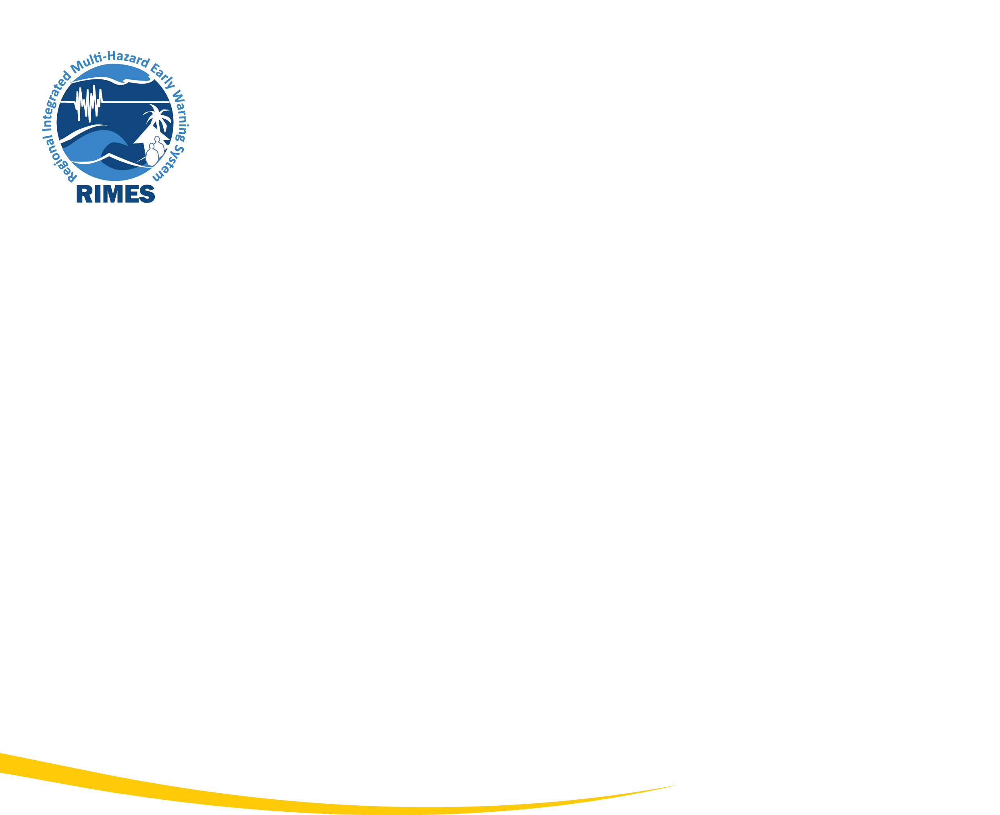 Regional Integrated Multi-Hazard Early Warning System
RIMES